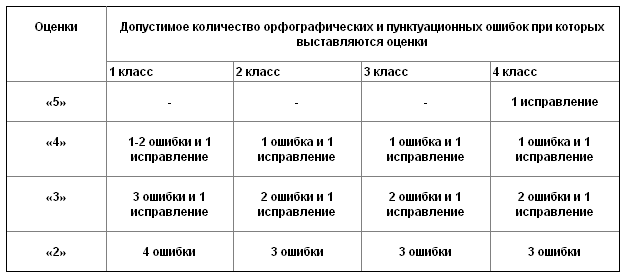 Оценки
Допустимое количество орфографических и пунктуационных ошибок при которых
выставляются оценки
1 класс
2 класс
3 класс
4 класс
«5»
-
-
-
1 исправление
«4»
1-2 ошибки и 1
исправление
1 ошибка и 1
исправление
1 ошибка и 1
исправление
1 ошибка и 1
исправление
«3»
3 ошибки и 1
исправление
2 ошибки и 1
исправление
2 ошибки и 1
исправление
2 ошибки и 1
исправление
«2»
4 ошибки
3 ошибки
3 ошибки
3 ошибки